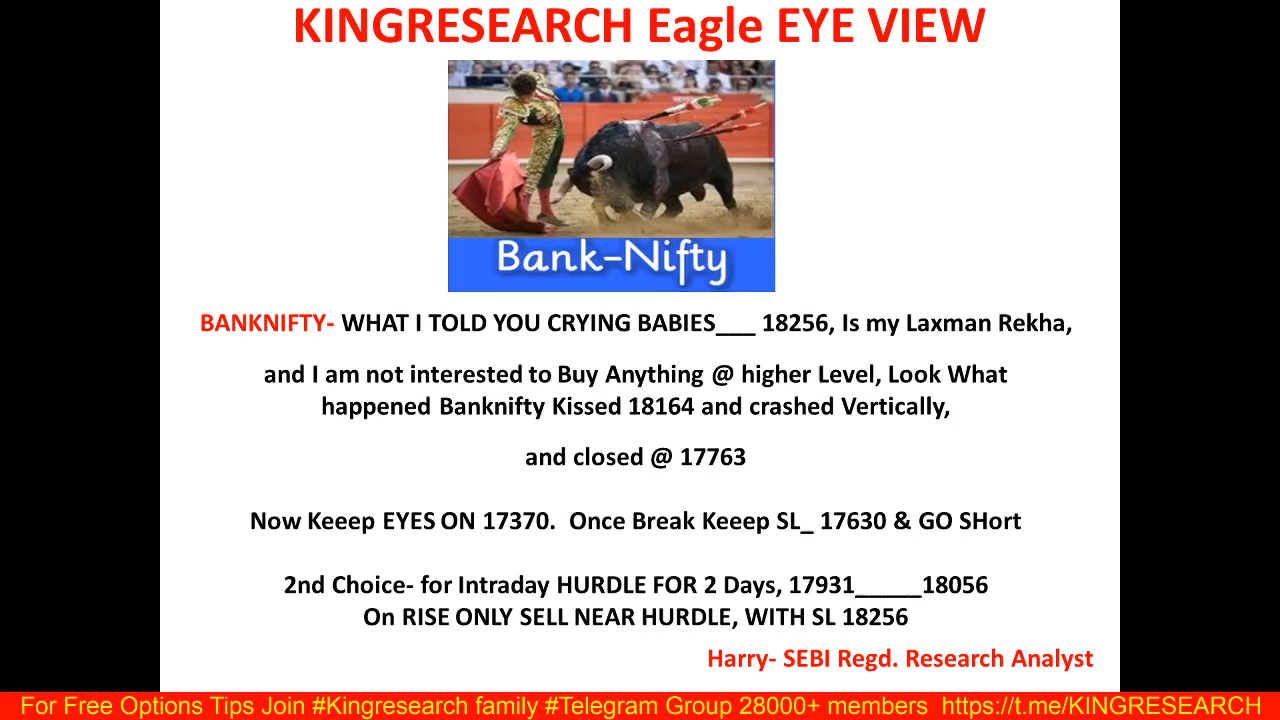 KINGRESEARCH Eagle EYE VIEW
Bank-Nifty
BANKNIFTY- WHAT I TOLD YOU CRYING BABIES___ 18256, Is my Laxman Rekha,
and I am not interested to Buy Anything @ higher Level, Look What
happened Banknifty Kissed 18164 and crashed Vertically,
and closed @ 17763
Now Keeep EYES ON 17370. Once Break Keeep SL_ 17630 & GO SHort
2nd Choice- for Intraday HURDLE FOR 2 Days, 17931_____18056
On RISE ONLY SELL NEAR HURDLE, WITH SL 18256
Harry- SEBI Regd. Research Analyst
For Free Options Tips Join #Kingresearch family #Telegram Group 28000+ members https://t.me/KINGRESEARCH